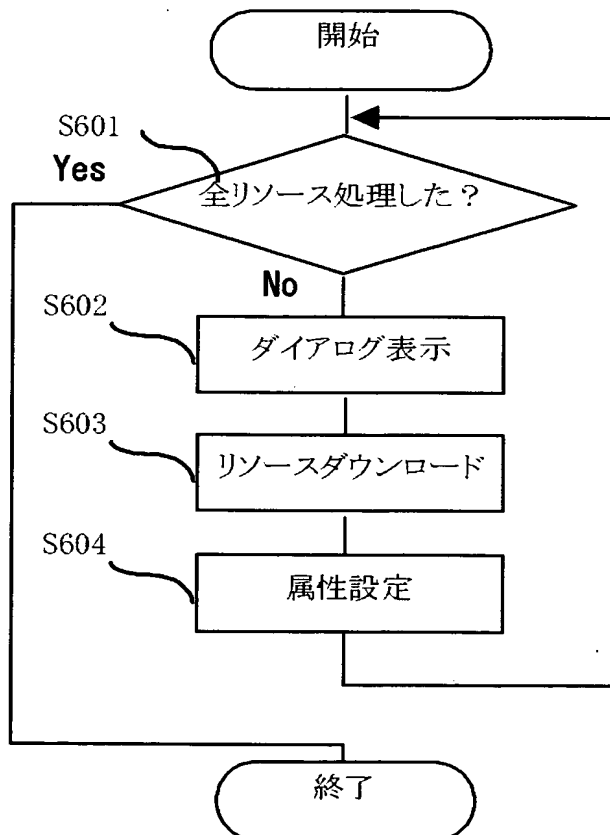 開始
S601
Yes
全リソース処理した？
No
S602
ダイアログ表示
S603
リソースダウンロード
S604
属性設定
終了